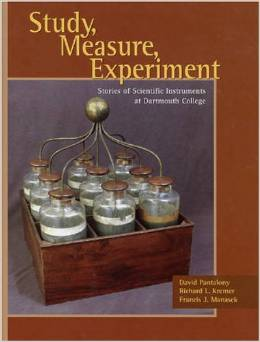 Study,
Measure,
Experiment
Stories of Scientific Instruments
at Dartmouth College
David Pantalony
Richard L. Kremer
Francis J. Manasek